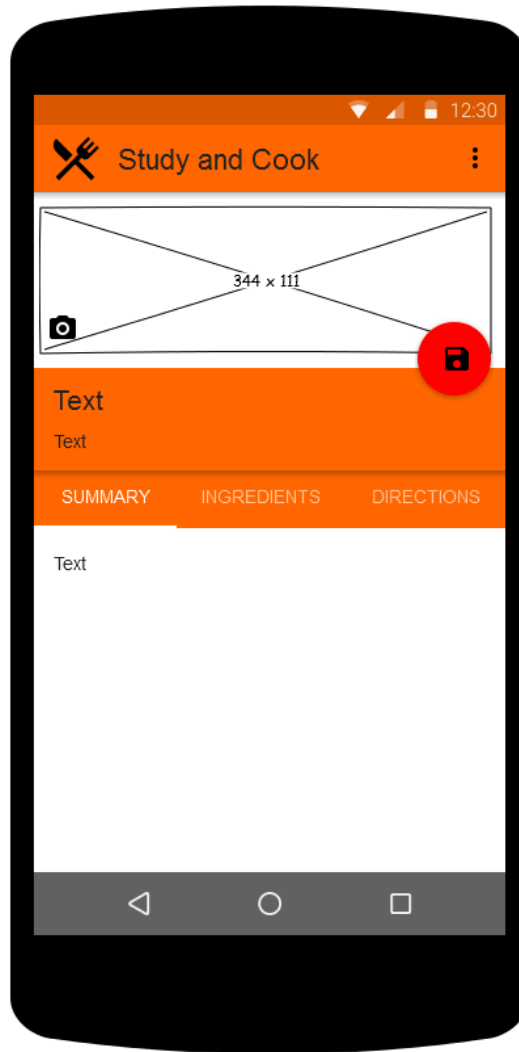 12:30
Study and Cook
344 x 111
Text
Text
SUMMARY INGREDIENTS DIRECTIONS
Text